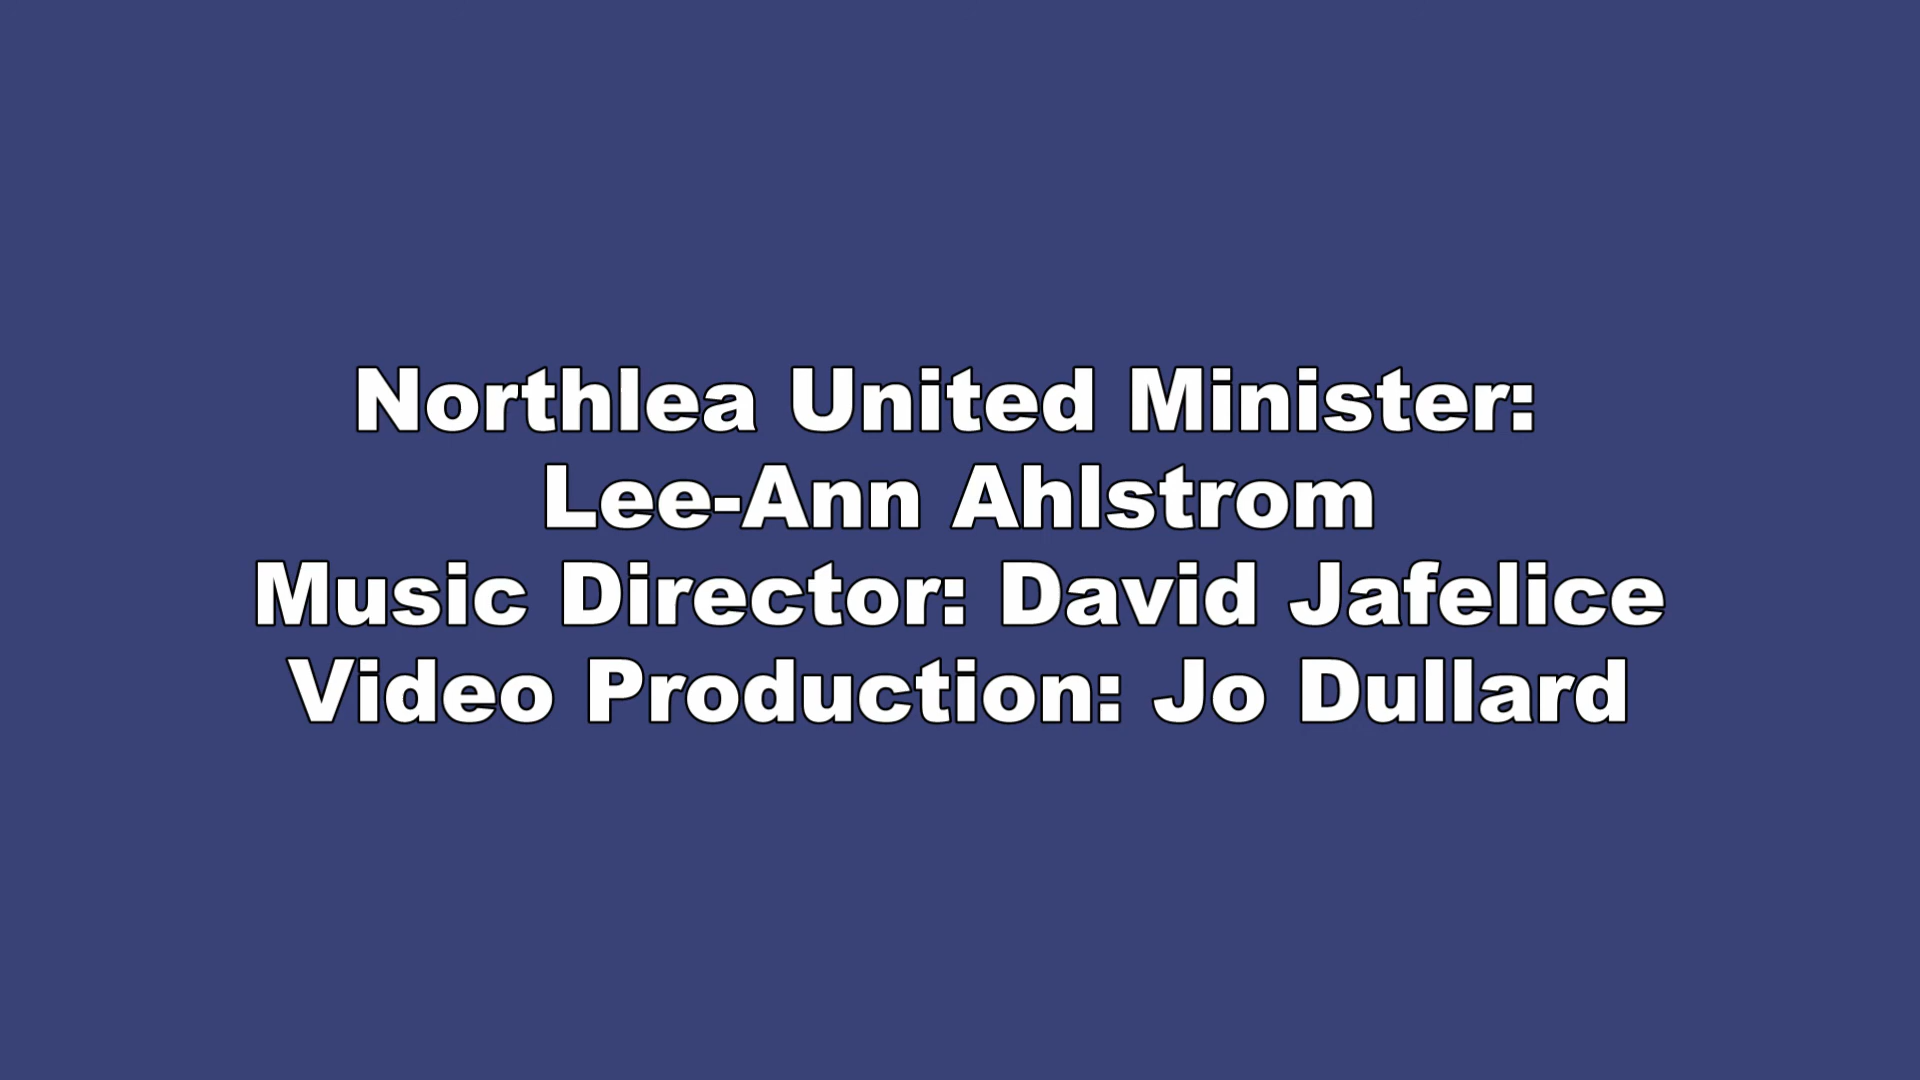 Northlea United Minister:
Lee-Ann Ahlstrom
Music Director: David Jafelice
Video Production: Jo Dullard